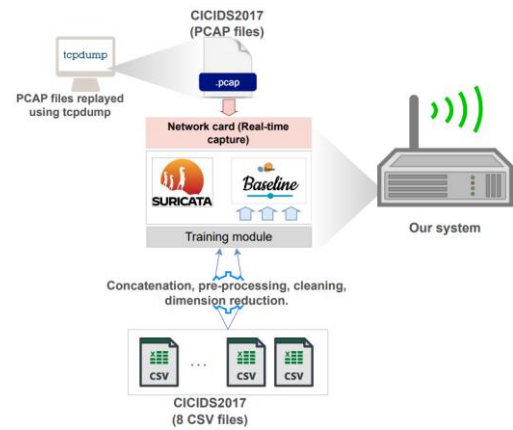 CICIDS2017
(PCAP files)
tcpdump
.pcap
PCAP files replayed
using tcpdump
Network card (Real-time
capture)
SURICATA
Baseline
Training module
Our system
Concatenation, pre-processing, cleaning,
dimension reduction.
CSV
...
CSV
CSV
CICIDS2017
(8 CSV files)